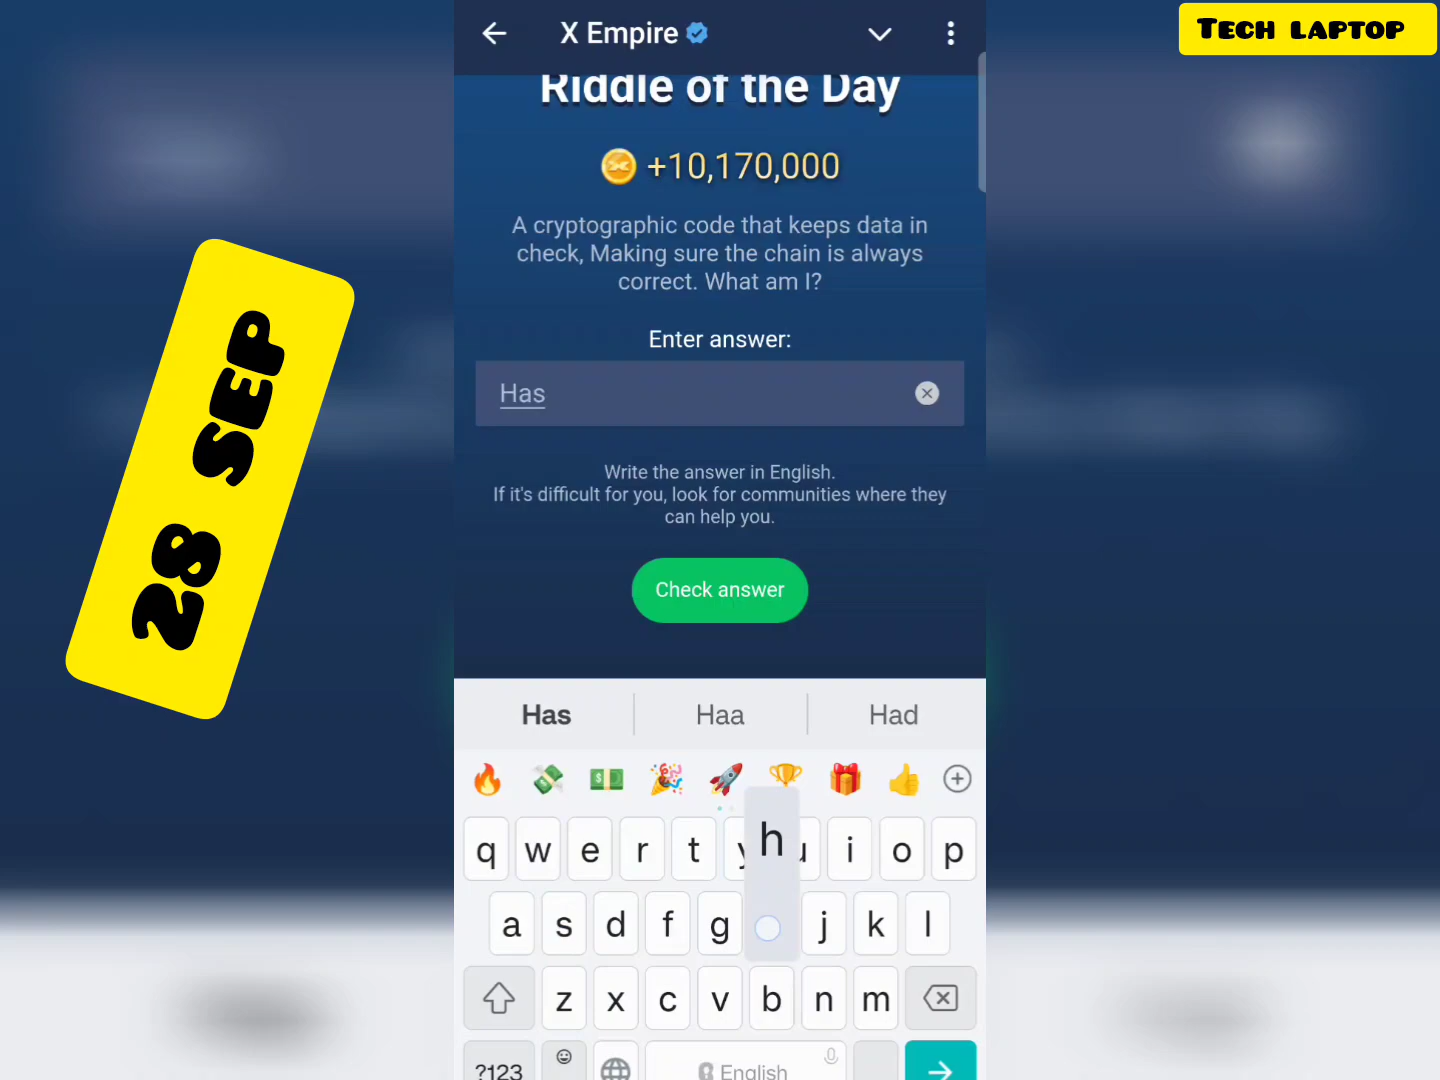 X Empire
Tech laptop
Riddle of the Day
+10,170,000
A cryptographic code that keeps data in
check, Making sure the chain is always
correct. What am I?
Enter answer:
Has
Write the answer in English.
If it's difficult for you, look for communities where they
can help you.
Check answer
28 SEP
Has Haa Had
q w e r t y u i o p
h
a s d f g j k l
z x c v b n m
?123 English